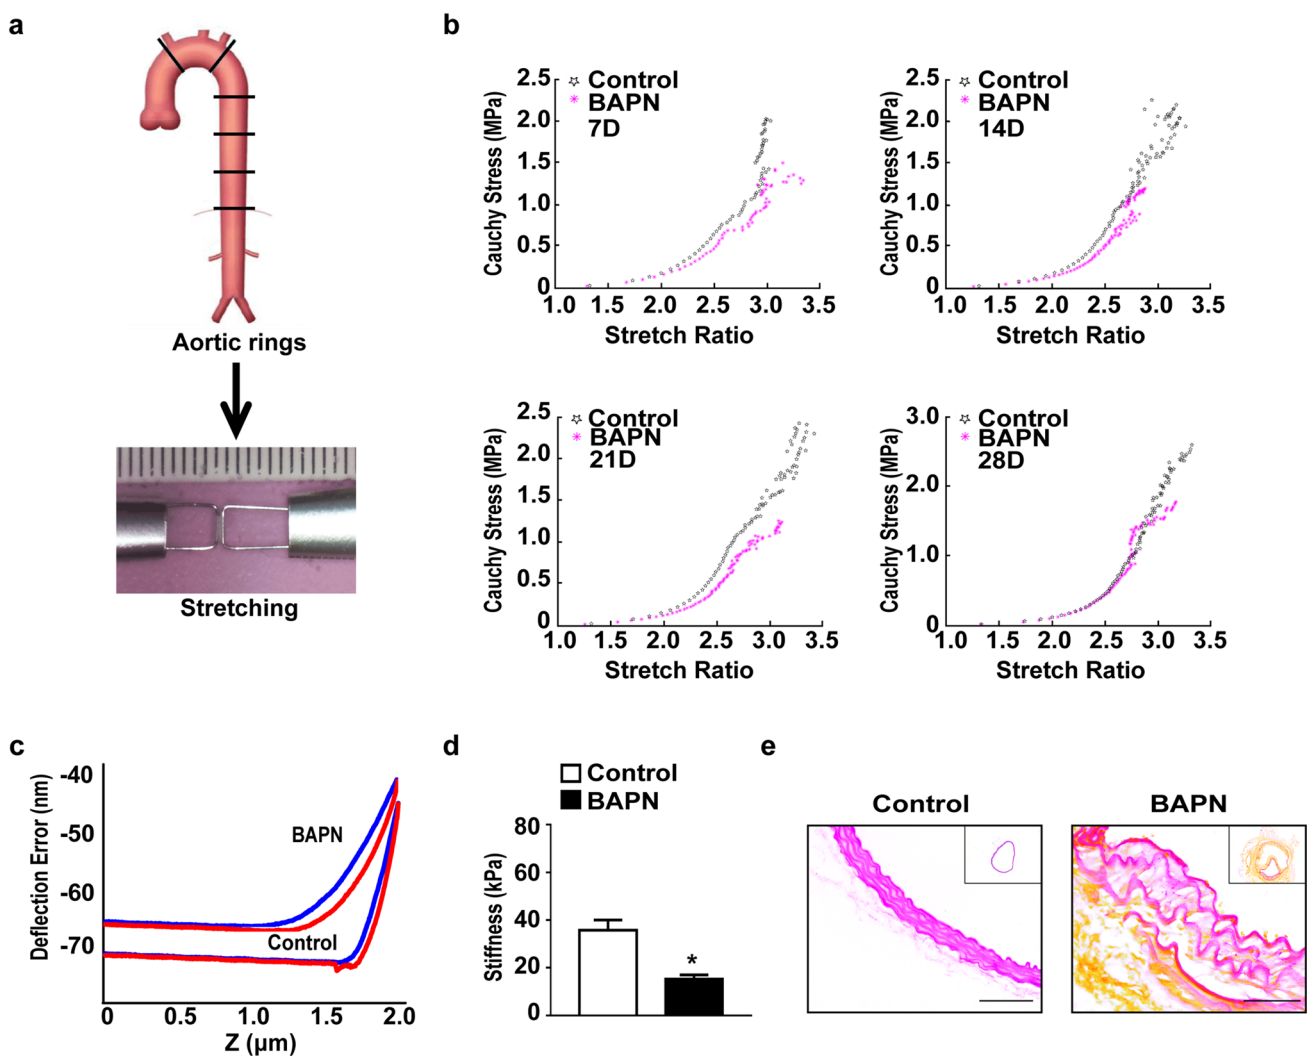 a
Aortic rings
Stretching
b
Control
BAPN
7D
Cauchy Stress (MPa)
2.5
2.0
1.5
1.0
0.5
0
1.0 1.5 2.0 2.5 3.0 3.5
Stretch Ratio
Control
BAPN
14D
Cauchy Stress (MPa)
2.5
2.0
1.5
1.0
0.5
0
1.0 1.5 2.0 2.5 3.0 3.5
Stretch Ratio
Control
BAPN
21D
Cauchy Stress (MPa)
2.5
2.0
1.5
1.0
0.5
0
1.0 1.5 2.0 2.5 3.0 3.5
Stretch Ratio
Control
BAPN
28D
Cauchy Stress (MPa)
3.0
2.0
1.0
0
1.0 1.5 2.0 2.5 3.0 3.5
Stretch Ratio
c
Deflection Error (nm)
-40
-50
-60
-70
BAPN
Control
0 0.5 1.0 1.5 2.0
Z (μm)
d
Control
BAPN
Stiffness (kPa)
80
60
40
20
0
*
e
Control
BAPN